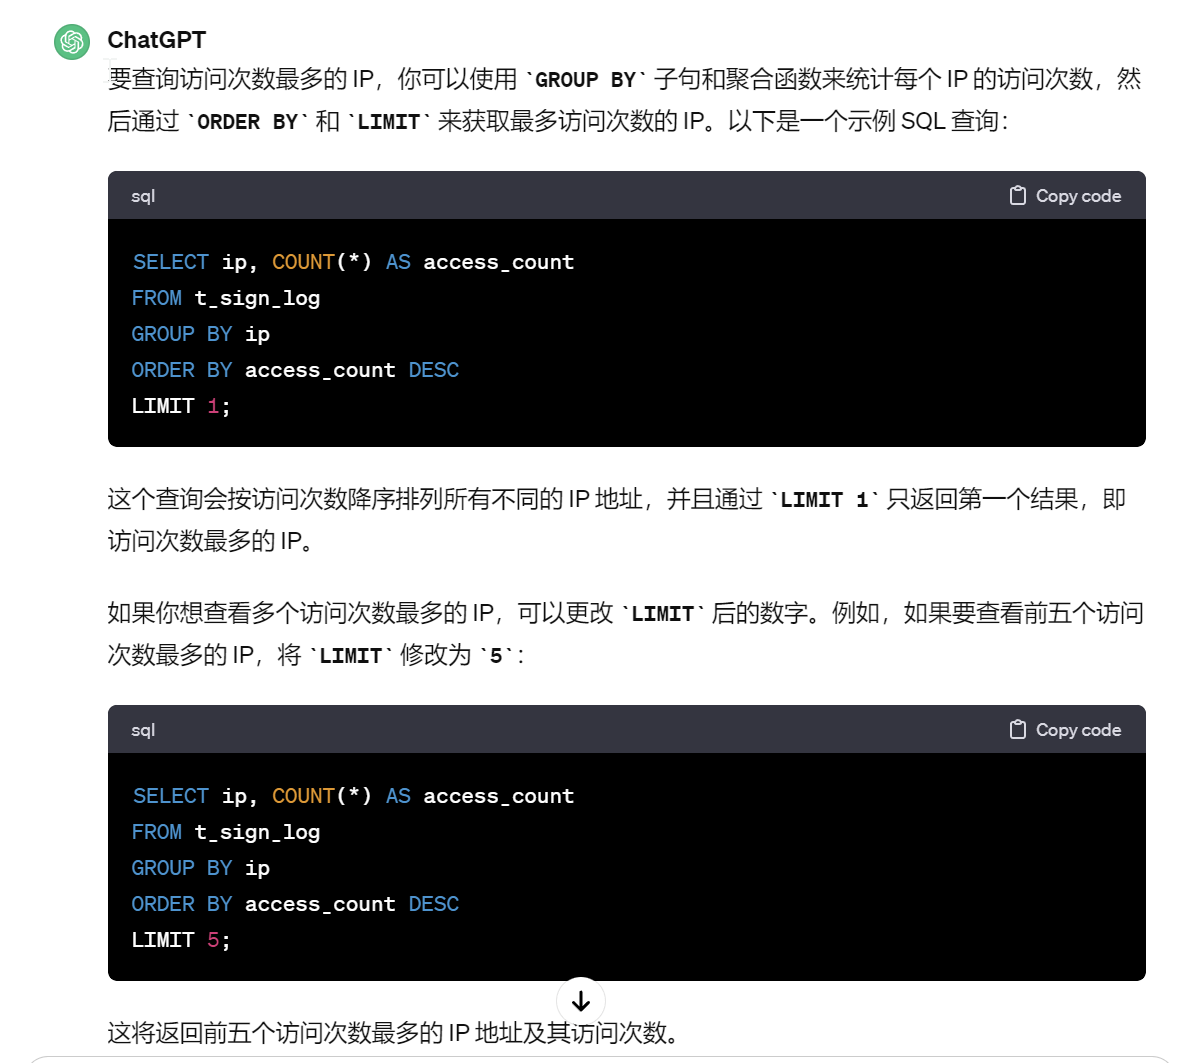 ChatGPT
要查询访问次数最多的 IP，你可以使用 `GROUP BY` 子句和聚合函数来统计每个 IP 的访问次数，然
后通过 `ORDER BY` 和 `LIMIT` 来获取最多访问次数的 IP。以下是一个示例 SQL 查询：
sql
Copy code
SELECT ip, COUNT(*) AS access_count
FROM t_sign_log
GROUP BY ip
ORDER BY access_count DESC
LIMIT 1;
这个查询会按访问次数降序排列所有不同的 IP 地址，并且通过 `LIMIT 1` 只返回第一个结果，即
访问次数最多的 IP。
如果你想查看多个访问次数最多的 IP，可以更改 `LIMIT` 后的数字。例如，如果要查看前五个访问
次数最多的 IP，将 `LIMIT` 修改为 `5`：
sql
Copy code
SELECT ip, COUNT(*) AS access_count
FROM t_sign_log
GROUP BY ip
ORDER BY access_count DESC
LIMIT 5;
这将返回前五个访问次数最多的 IP 地址及其访问次数。